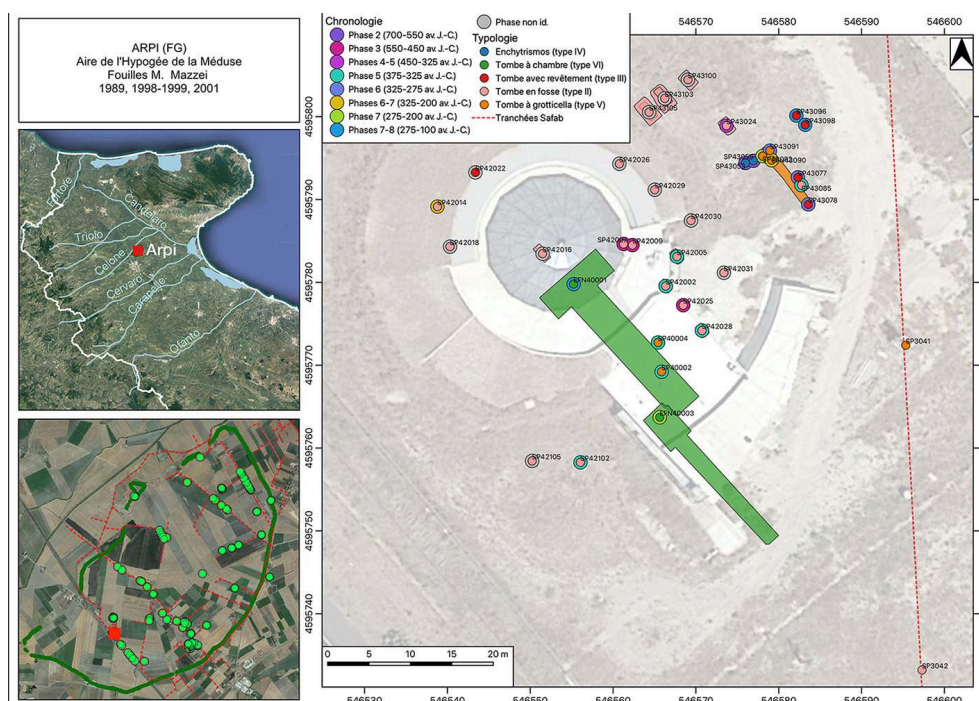 ARPI (FG)
Aire de l'Hypogée de la Méduse
Fouilles M. Mazzei
1989, 1998-1999, 2001
Fortore
Candelaro
Triolo
Celone
Arpi
Cervaro
Carapelle
Ofanto
Chronologie
Phase 2 (700-550 av. J.-C.)
Phase 3 (550-450 av. J.-C.)
Phases 4-5 (450-325 av. J.-C.)
Phase 5 (375-325 av. J.-C)
Phase 6 (325-275 av. J.-C)
Phases 6-7 (325-200 av. J.-C.)
Phase 7 (275-200 av. J.-C.)
Phases 7-8 (275-100 av. J.-C.)
Phase non id.
Typologie
Enchytrismos (type IV)
Tombe à chambre (type VI)
Tombe avec revêtement (type III)
Tombe en fosse (type II)
Tombe à grotticella (type V)
Tranchées Safab
546570
546580
546590
546600
SP43100
SP43103
SP43105
SP43024
SP43096
SP43098
SP43091
SP43077
SP43085
SP43078
SP42022
SP42026
SP42029
SP42014
SP42030
SP42018
SP42016
SP42009
SP42005
SP42031
EFN40001
SP42002
SP42025
SP42028
SP40004
SP3041
SP40002
EFN40003
SP42105
SP42102
SP3042
4595800
4595790
4595780
4595770
4595760
4595750
4595740
0
5
10
15
20 m
546530
546540
546550
546560
546570
546580
546590
546600